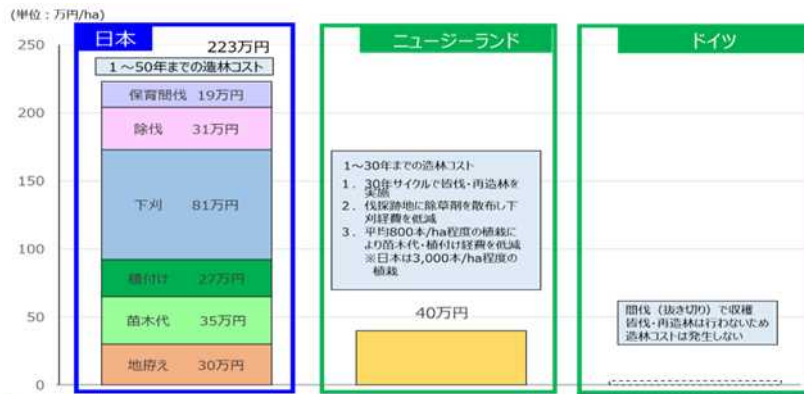 (単位：万円/ha)
250
200
150
100
50
0
日本
223万円
1～50年までの造林コスト
保育間伐 19万円
除伐 31万円
下刈 81万円
植付け 27万円
苗木代 35万円
地拵え 30万円
ニュージーランド
1～30年までの造林コスト
1. 30年サイクルで皆伐・再造林を
実施
2. 伐採跡地に除草剤を散布し下
刈経費を低減
3. 平均800本/ha程度の植栽に
より苗木代・植付け経費を低減
※日本は3,000本/ha程度の
植栽
40万円
ドイツ
間伐（抜き切り）で収穫
皆伐・再造林は行わないため
造林コストは発生しない